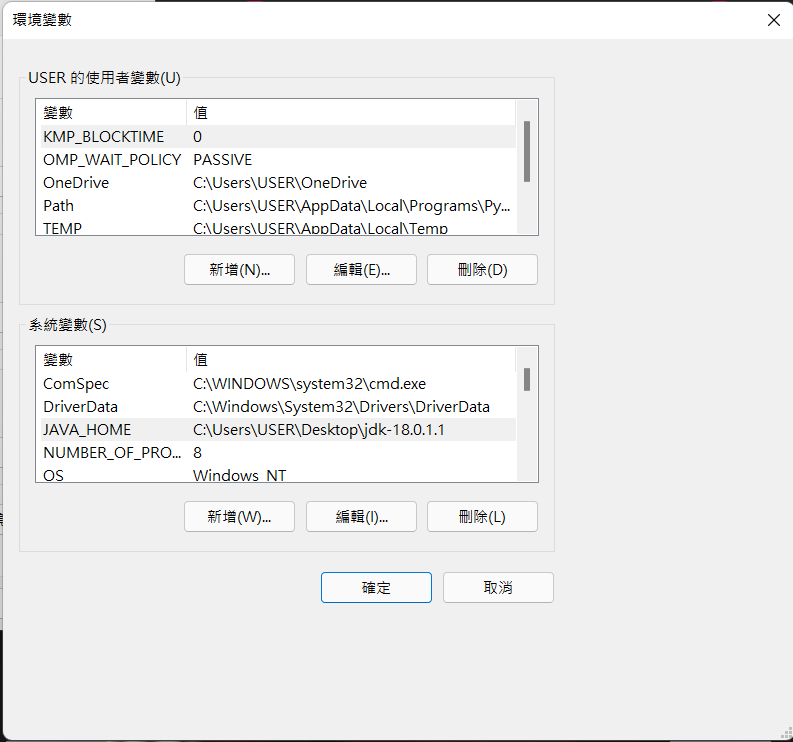 環境變數
USER 的使用者變數(U)
變數 值
KMP_BLOCKTIME 0
OMP_WAIT_POLICY PASSIVE
OneDrive C:\Users\USER\OneDrive
Path C:\Users\USER\AppData\Local\Programs\Py...
TEMP C:\Users\USER\AppData\Local\Temp
新增(N)... 編輯(E)... 刪除(D)
系統變數(S)
變數 值
ComSpec C:\WINDOWS\system32\cmd.exe
DriverData C:\Windows\System32\Drivers\DriverData
JAVA_HOME C:\Users\USER\Desktop\jdk-18.0.1.1
NUMBER_OF_PRO... 8
OS Windows_NT
新增(W)... 編輯(I)... 刪除(L)
確定 取消